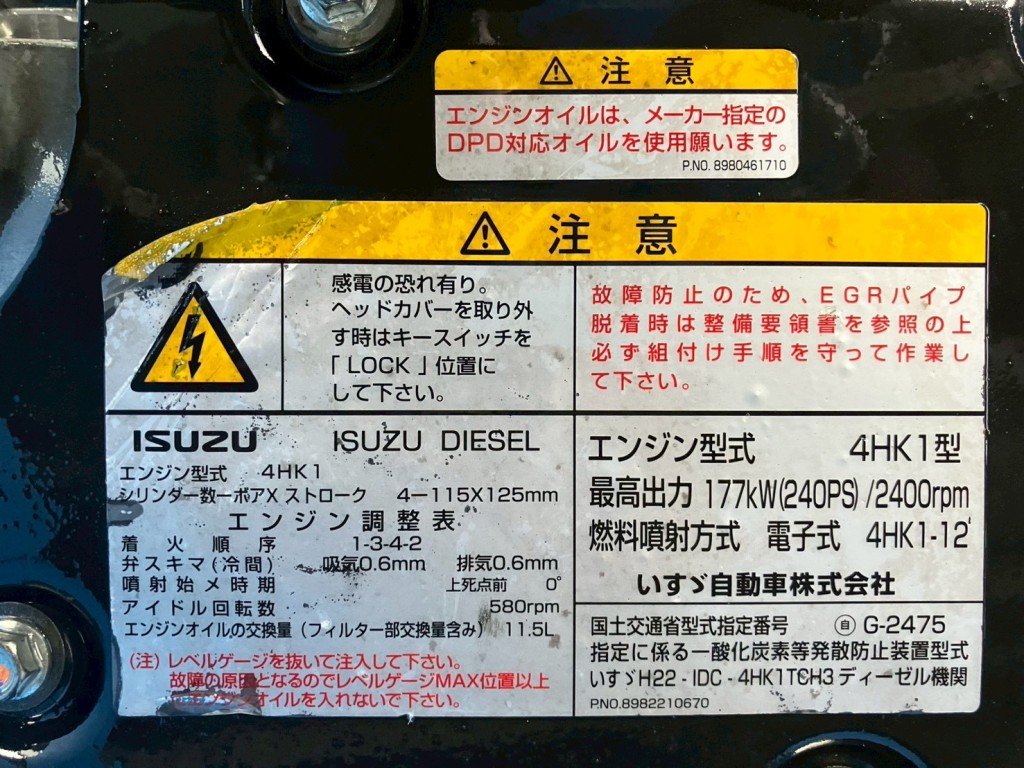 注意
エンジンオイルは、メーカー指定の
DPD対応オイルを使用願います。
P.NO. 8980461710
注意
感電の恐れ有り。
ヘッドカバーを取り外
す時はキースイッチを
「LOCK」位置に
して下さい。
故障防止のため、EGRパイプ
脱着時は整備要領書を参照の上
必ず組付け手順を守って作業し
て下さい。
ISUZU ISUZU DIESEL
エンジン型式 4HK1
シリンダー数ーボアX ストローク 4-115X125mm
エンジン調整表
着火順序 1-3-4-2
弁スキマ(冷間) 吸気0.6mm 排気0.6mm
噴射始メ時期 上死点前 0°
アイドル回転数 580rpm
エンジンオイルの交換量(フィルター部交換量含み) 11.5L
(注)レベルゲージを抜いて注入して下さい。
故障の原因となるのでレベルゲージMAX位置以上
オイルを入れないで下さい。
エンジン型式 4HK1型
最高出力 177kW(240PS)/2400rpm
燃料噴射方式 電子式 4HK1-12
いすゞ自動車株式会社
国土交通省型式指定番号 自 G-2475
指定に係る一酸化炭素等発散防止装置型式
いすゞH22-IDC-4HK1TCH3ディーゼル機関
P.NO.8982210670